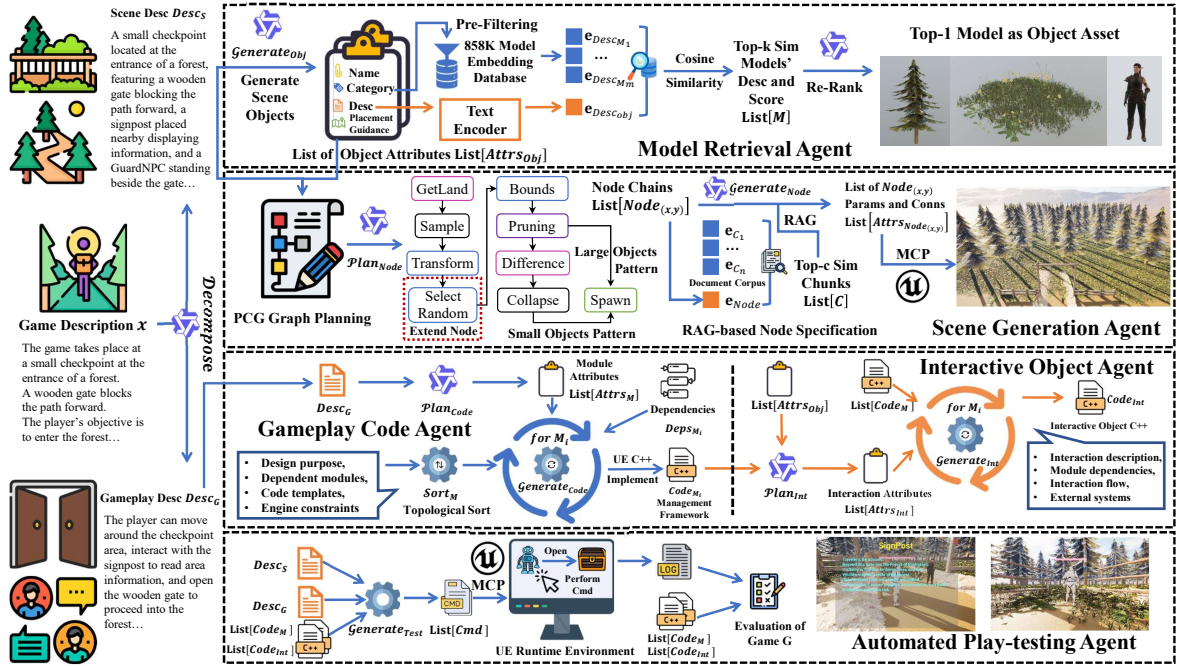 Scene Desc Desc_S
A small checkpoint
located at the
entrance of a forest,
featuring a wooden
gate blocking the
path forward, a
signpost placed
nearby displaying
information, and a
GuardNPC standing
beside the gate…
Game Description x
The game takes place at
a small checkpoint at the
entrance of a forest.
A wooden gate blocks
the path forward.
The player's objective is
to enter the forest…
Decompose
Gameplay Desc Desc_G
The player can move
around the checkpoint
area, interact with the
signpost to read area
information, and open
the wooden gate to
proceed into the
forest…
Generate_Obj
Generate
Scene
Objects
Name
Category
Desc
Placement
Guidance
List of Object Attributes List[Attrs_Obj]
Pre-Filtering
858K Model
Embedding
Database
Text
Encoder
e_Desc_M_1
…
e_Desc_M_m
e_Desc_obj
Cosine
Similarity
Top-k Sim
Models'
Desc and
Score
List[M]
Re-Rank
Top-1 Model as Object Asset
Model Retrieval Agent
PCG Graph Planning
Plan_Node
GetLand
Sample
Transform
Select
Random
Extend Node
Bounds
Pruning
Difference
Collapse
Spawn
Large Objects
Pattern
Small Objects Pattern
Node Chains
List[Node_(x,y)]
Generate_Node
RAG
e_C_1
…
e_C_n
Document Corpus
e_Node
Top-c Sim
Chunks
List[C]
RAG-based Node Specification
List of Node_(x,y)
Params and Conns
List[Attrs_Node_(x,y)]
MCP
Scene Generation Agent
Desc_G
Plan_Code
Module
Attributes
List[Attrs_M]
Dependencies
Deps_M_i
Gameplay Code Agent
• Design purpose,
• Dependent modules,
• Code templates,
• Engine constraints
Sort_M
Topological Sort
for M_i
Generate_Code
UE C++
Implement
C++
Code_M_i
Management
Framework
Interactive Object Agent
List[Attrs_Obj]
Plan_Int
Interaction Attributes
List[Attrs_Int]
C++
List[Code_M]
for M_i
Generate_Int
C++
Code_Int
Interactive Object C++
• Interaction description,
• Module dependencies,
• Interaction flow,
• External systems
Desc_S
Desc_G
List[Code_M]
List[Code_Int]
C++
Generate_Test
CMD
List[Cmd]
MCP
Open
Perform
Cmd
UE Runtime Environment
LOG
C++
List[Code_M]
List[Code_Int]
Evaluation of
Game G
SignPost
Automated Play-testing Agent